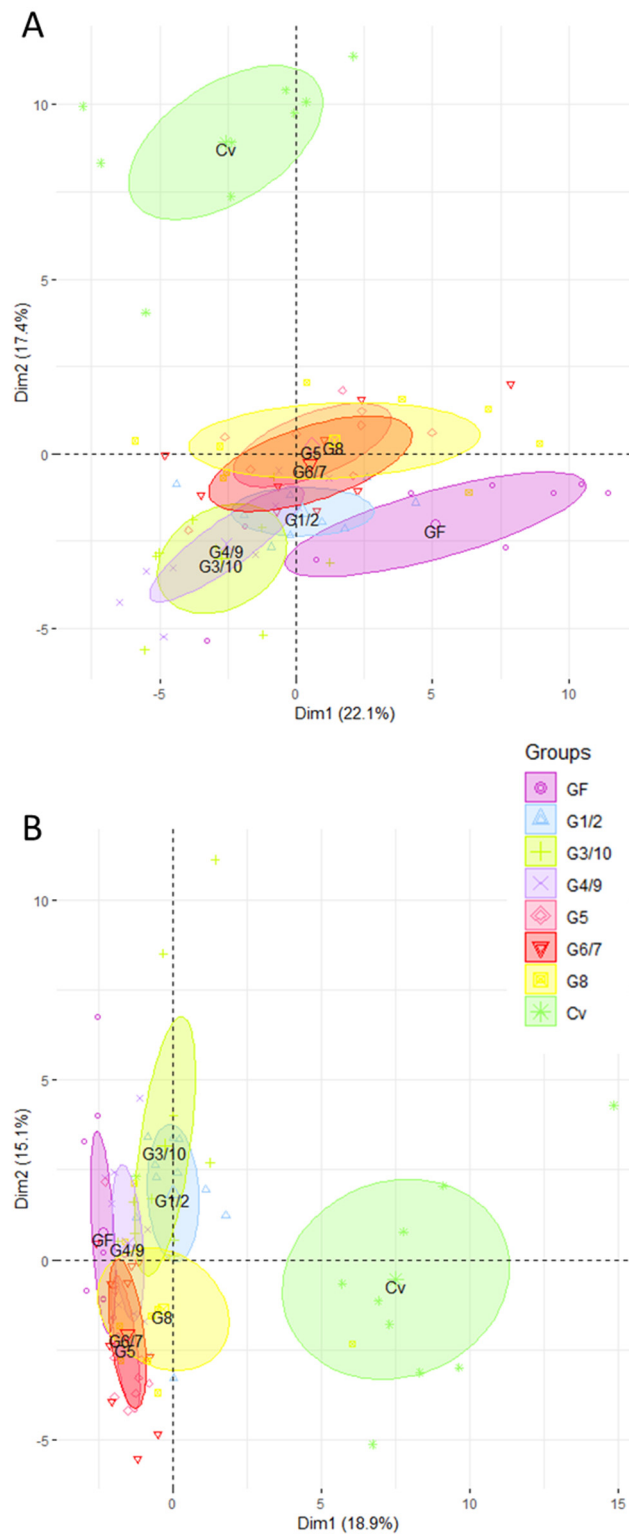 A
10
5
0
-5
Dim2 (17.4%)
Cv
G5
G8
G6/7
G1/2
GF
G4/9
G3/10
-5
0
5
10
Dim1 (22.1%)
Groups
GF
G1/2
G3/10
G4/9
G5
G6/7
G8
Cv
B
10
5
0
-5
Dim2 (15.1%)
G3/10
G1/2
GF
G4/9
Cv
G8
G6/7
G5
0
5
10
15
Dim1 (18.9%)